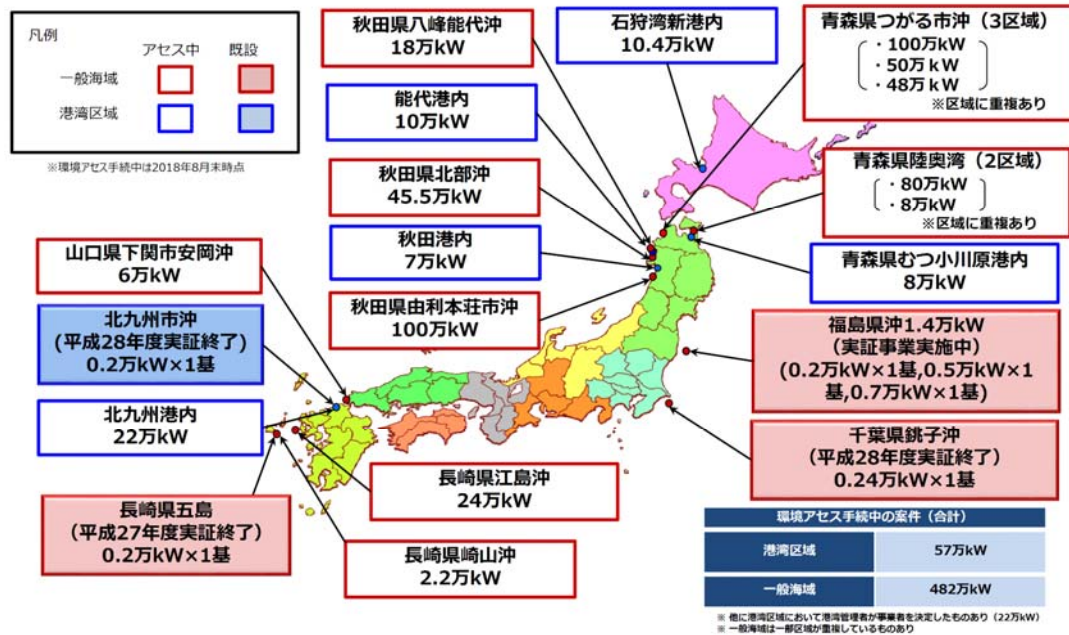 凡例
アセス中 既設
一般海域
港湾区域
※環境アセス手続中は2018年8月末時点
秋田県八峰能代沖
18万kW
能代港内
10万kW
秋田県北部沖
45.5万kW
秋田港内
7万kW
秋田県由利本荘市沖
100万kW
石狩湾新港内
10.4万kW
青森県つがる市沖（3区域）
・100万kW
・50万kW
・48万kW
※区域に重複あり
青森県陸奥湾（2区域）
・80万kW
・8万kW
※区域に重複あり
青森県むつ小川原港内
8万kW
福島県沖1.4万kW
（実証事業実施中）
(0.2万kW×1基,0.5万kW×1
基,0.7万kW×1基)
千葉県銚子沖
（平成28年度実証終了）
0.24万kW×1基
山口県下関市安岡沖
6万kW
北九州市沖
(平成28年度実証終了)
0.2万kW×1基
北九州港内
22万kW
長崎県五島
（平成27年度実証終了）
0.2万kW×1基
長崎県江島沖
24万kW
長崎県崎山沖
2.2万kW
環境アセス手続中の案件（合計）
港湾区域 57万kW
一般海域 482万kW
※ 他に港湾区域において港湾管理者が事業者を決定したものあり（22万kW）
※ 一般海域は一部区域が重複しているものあり